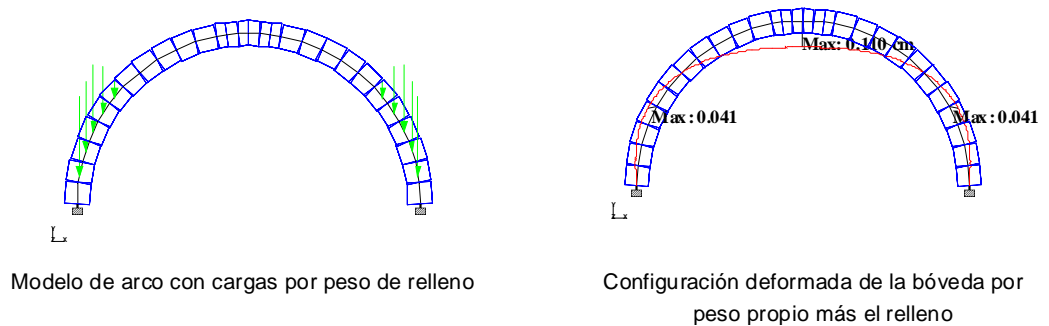 Max: 0.110 cm
Max: 0.041
Max: 0.041
Y
Z X
Y
Z X
Modelo de arco con cargas por peso de relleno
Configuración deformada de la bóveda por
peso propio más el relleno